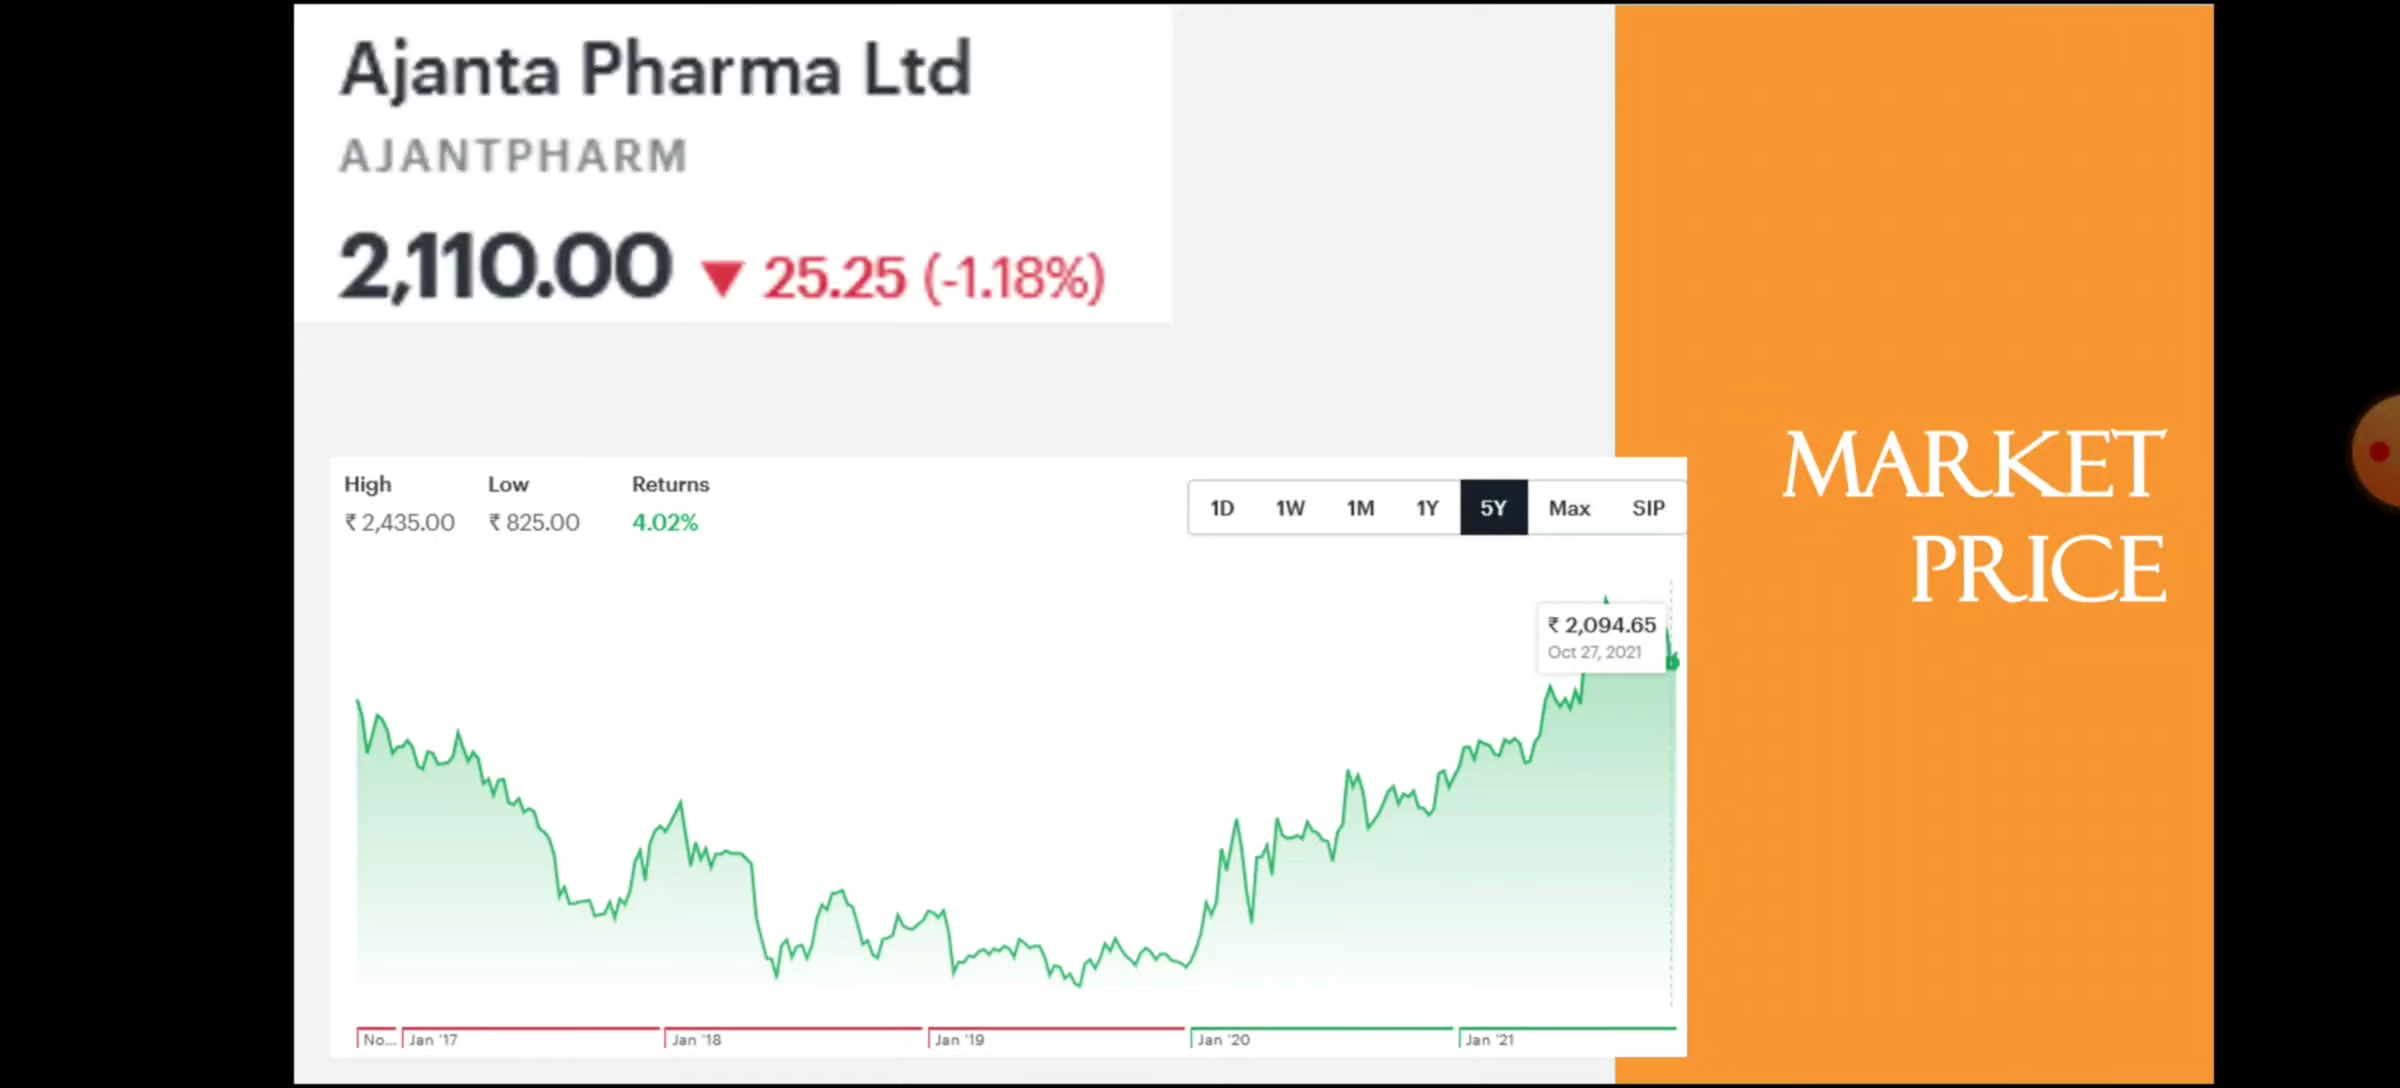 Ajanta Pharma Ltd
AJANTPHARM
2,110.00 ▼ 25.25 (-1.18%)
MARKET
PRICE
High Low Returns
₹ 2,435.00 ₹ 825.00 4.02%
1D 1W 1M 1Y 5Y Max SIP
₹ 2,094.65
Oct 27, 2021
No... Jan '17 Jan '18 Jan '19 Jan '20 Jan '21